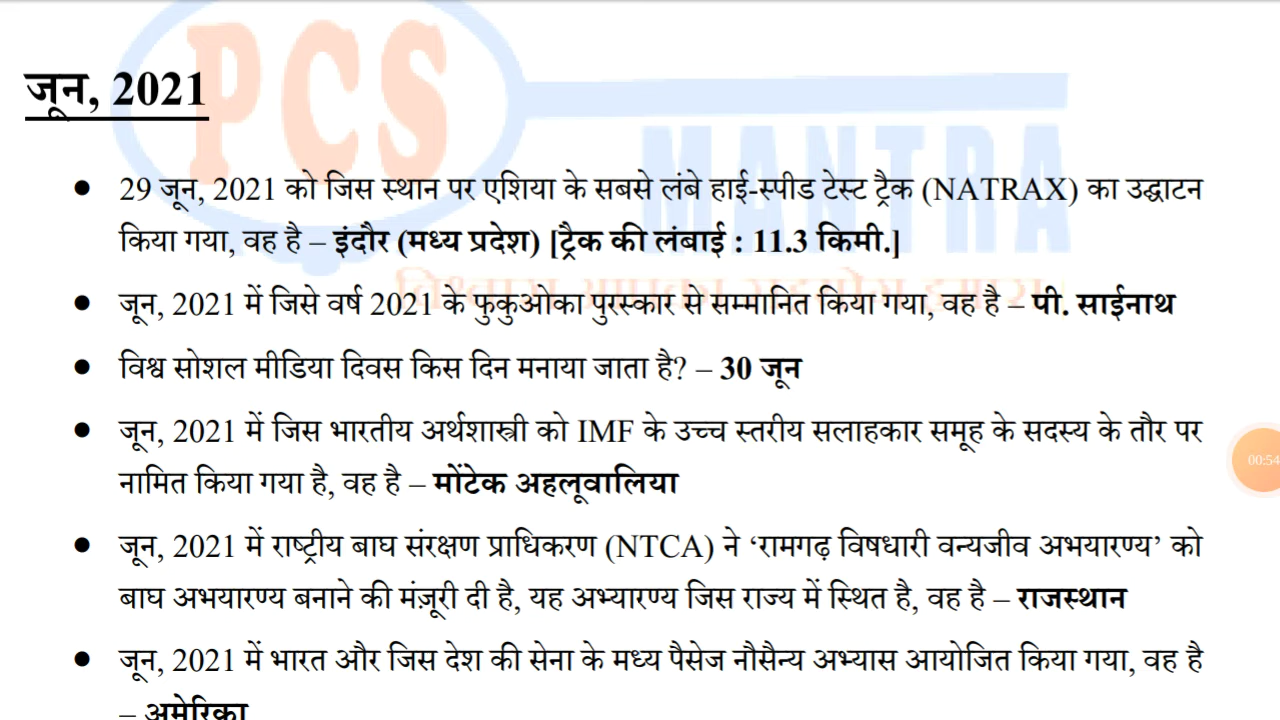 PCS
MANTRA
जून, 2021
• 29 जून, 2021 को जिस स्थान पर एशिया के सबसे लंबे हाई-स्पीड टेस्ट ट्रैक (NATRAX) का उद्घाटन
किया गया, वह है – इंदौर (मध्य प्रदेश) [ट्रैक की लंबाई : 11.3 किमी.]
विश्वास आपका सहयोग हमारा
• जून, 2021 में जिसे वर्ष 2021 के फुकुओका पुरस्कार से सम्मानित किया गया, वह है – पी. साईनाथ
• विश्व सोशल मीडिया दिवस किस दिन मनाया जाता है? – 30 जून
• जून, 2021 में जिस भारतीय अर्थशास्त्री को IMF के उच्च स्तरीय सलाहकार समूह के सदस्य के तौर पर
नामित किया गया है, वह है – मोंटेक अहलूवालिया
00:54
• जून, 2021 में राष्ट्रीय बाघ संरक्षण प्राधिकरण (NTCA) ने ‘रामगढ़ विषधारी वन्यजीव अभयारण्य’ को
बाघ अभयारण्य बनाने की मंज़ूरी दी है, यह अभ्यारण्य जिस राज्य में स्थित है, वह है – राजस्थान
• जून, 2021 में भारत और जिस देश की सेना के मध्य पैसेज नौसैन्य अभ्यास आयोजित किया गया, वह है
– अमेरिका